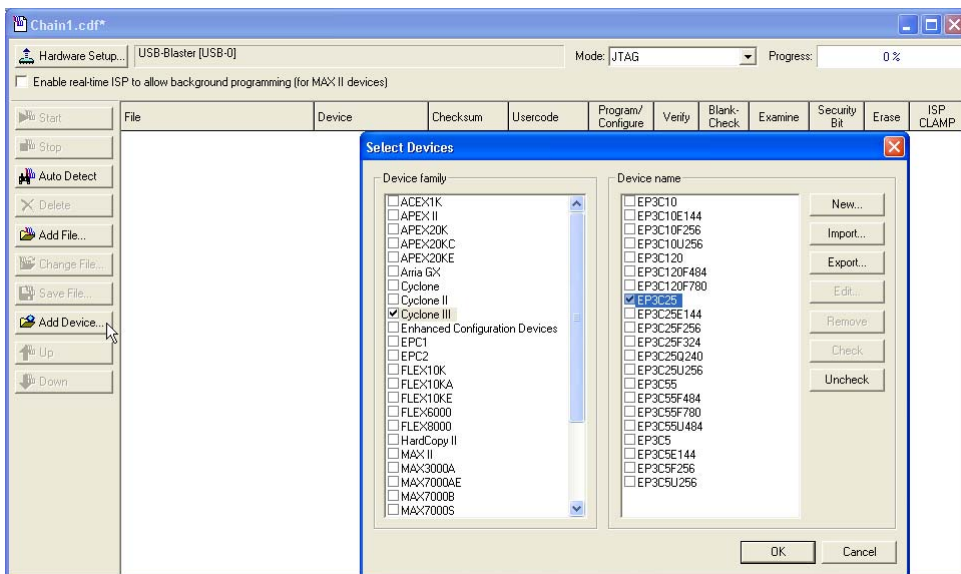 Chain1.cdf*
Hardware Setup... USB-Blaster [USB-0] Mode: JTAG Progress: 0 %
Enable real-time ISP to allow background programming (for MAX II devices)
Start
Stop
Auto Detect
Delete
Add File...
Change File...
Save File...
Add Device...
Up
Down
File Device Checksum Usercode Program/ Configure Verify Blank- Check Examine Security Bit Erase ISP CLAMP
Select Devices
Device family
ACEX1K
APEX II
APEX20K
APEX20KC
APEX20KE
Arria GX
Cyclone
Cyclone II
Cyclone III
Enhanced Configuration Devices
EPC1
EPC2
FLEX10K
FLEX10KA
FLEX10KE
FLEX6000
FLEX8000
HardCopy II
MAX II
MAX3000A
MAX7000AE
MAX7000B
MAX7000S
Device name
EP3C10
EP3C10E144
EP3C10F256
EP3C10U256
EP3C120
EP3C120F484
EP3C120F780
EP3C25
EP3C25E144
EP3C25F256
EP3C25F324
EP3C25Q240
EP3C25U256
EP3C55
EP3C55F484
EP3C55F780
EP3C55U484
EP3C5
EP3C5E144
EP3C5F256
EP3C5U256
New...
Import...
Export...
Edit...
Remove
Check
Uncheck
OK Cancel